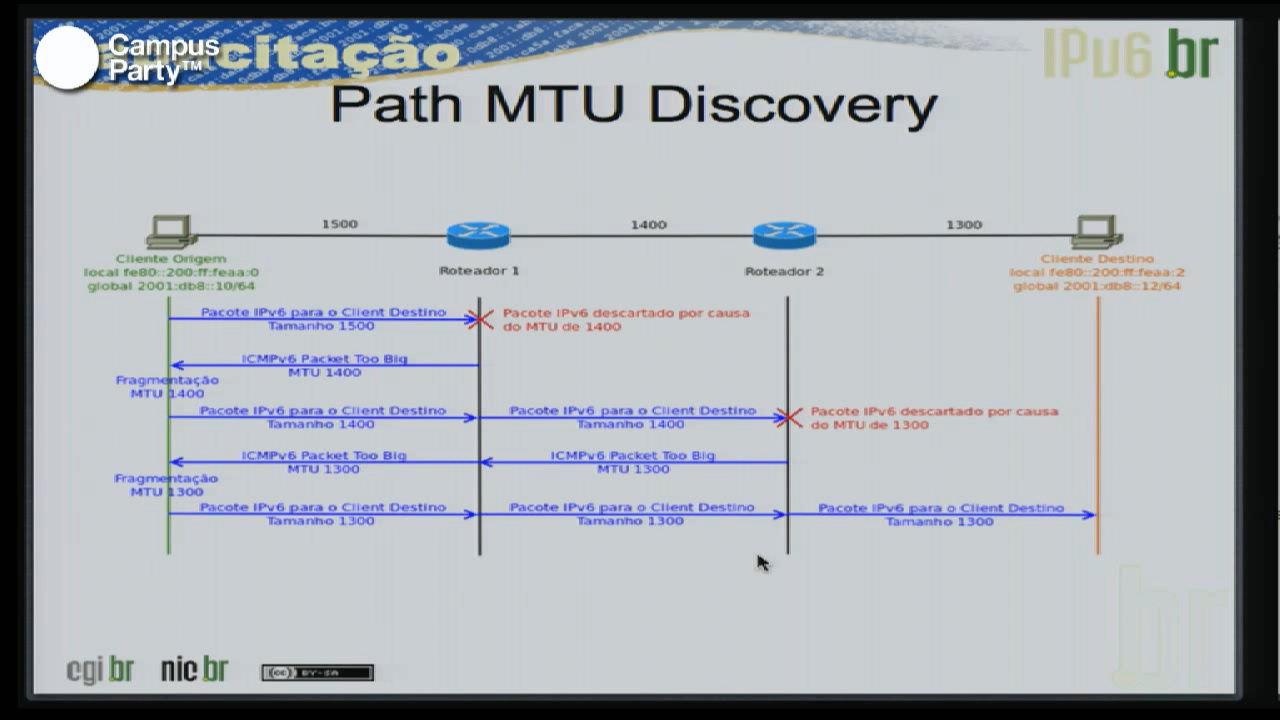 Campus
Party™
citação
IPv6.br
Path MTU Discovery
1500
1400
1300
Cliente Origem
local fe80::200:ff:feaa:0
global 2001:db8::10/64
Roteador 1
Roteador 2
Cliente Destino
local fe80::200:ff:feaa:2
global 2001:db8::12/64
Pacote IPv6 para o Client Destino
Tamanho 1500
Pacote IPv6 descartado por causa
do MTU de 1400
ICMPv6 Packet Too Big
MTU 1400
Fragmentação
MTU 1400
Pacote IPv6 para o Client Destino
Tamanho 1400
Pacote IPv6 para o Client Destino
Tamanho 1400
Pacote IPv6 descartado por causa
do MTU de 1300
ICMPv6 Packet Too Big
MTU 1300
ICMPv6 Packet Too Big
MTU 1300
Fragmentação
MTU 1300
Pacote IPv6 para o Client Destino
Tamanho 1300
Pacote IPv6 para o Client Destino
Tamanho 1300
Pacote IPv6 para o Client Destino
Tamanho 1300
.br
cgi.br
nic.br
cc BY-SA